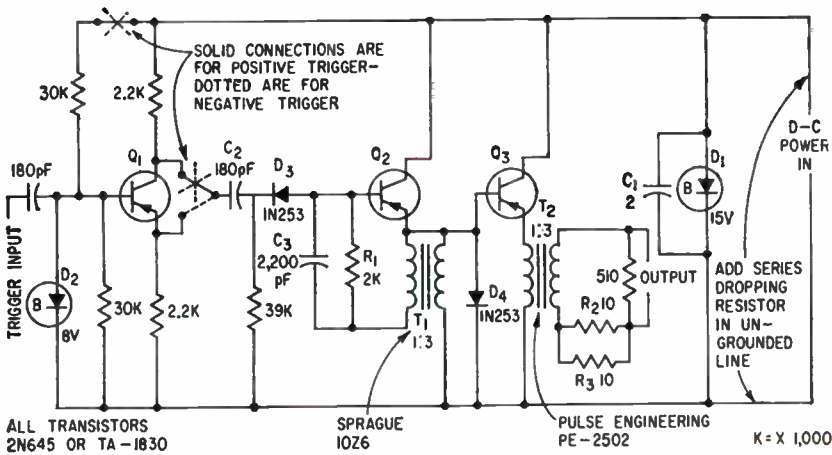 SOLID CONNECTIONS ARE
FOR POSITIVE TRIGGER-
DOTTED ARE FOR
NEGATIVE TRIGGER
30K
2.2K
Q1
C2
180pF
D3
1N253
Q2
Q3
D-C
POWER
IN
180pF
TRIGGER INPUT
D2
B
8V
30K
2.2K
39K
C3
2,200
pF
R1
2K
T1
1:3
D4
1N253
T2
1:3
510
OUTPUT
R2 10
R3 10
C1
2
D1
B
15V
ADD SERIES
DROPPING
RESISTOR
IN UN-
GROUNDED
LINE
ALL TRANSISTORS
2N645 OR TA-1830
SPRAGUE
10Z6
PULSE ENGINEERING
PE-2502
K = X 1,000